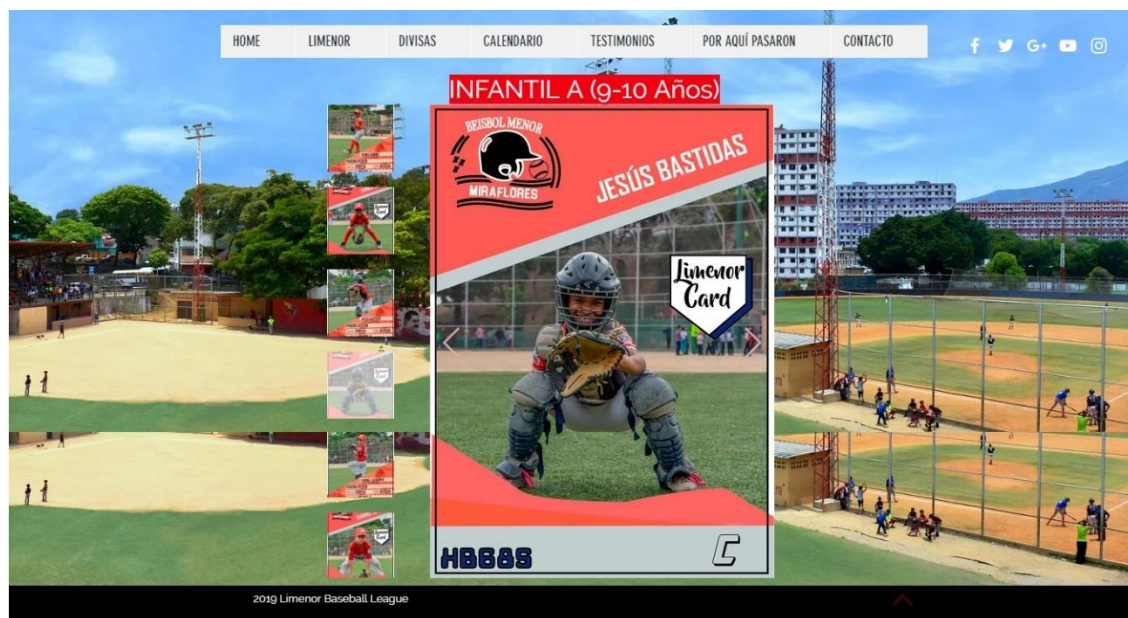 HOME LIMENOR DIVISAS CALENDARIO TESTIMONIOS POR AQUÍ PASARON CONTACTO
INFANTIL A (9-10 Años)
BEISBOL MENOR
MIRAFLORES
JESÚS BASTIDAS
Limenor
Card
HB68S
C
2019 Limenor Baseball League